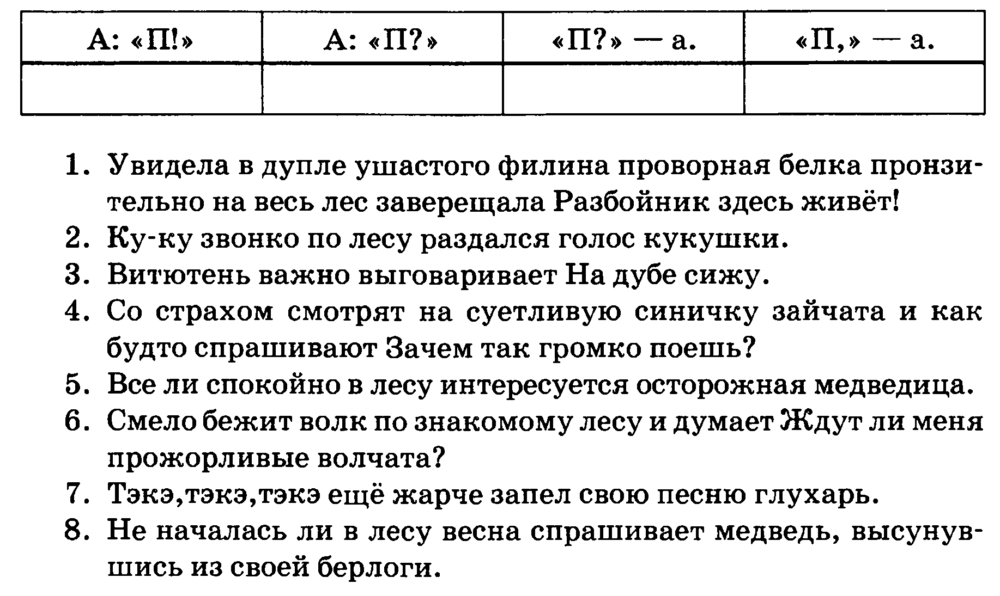 А: «П!» А: «П?» «П?» — а. «П,» — а.
1. Увидела в дупле ушастого филина проворная белка пронзи-
тельно на весь лес заверещала Разбойник здесь живёт!
2. Ку-ку звонко по лесу раздался голос кукушки.
3. Витютень важно выговаривает На дубе сижу.
4. Со страхом смотрят на суетливую синичку зайчата и как
будто спрашивают Зачем так громко поешь?
5. Все ли спокойно в лесу интересуется осторожная медведица.
6. Смело бежит волк по знакомому лесу и думает Ждут ли меня
прожорливые волчата?
7. Тэкэ,тэкэ,тэкэ ещё жарче запел свою песню глухарь.
8. Не началась ли в лесу весна спрашивает медведь, высунув-
шись из своей берлоги.